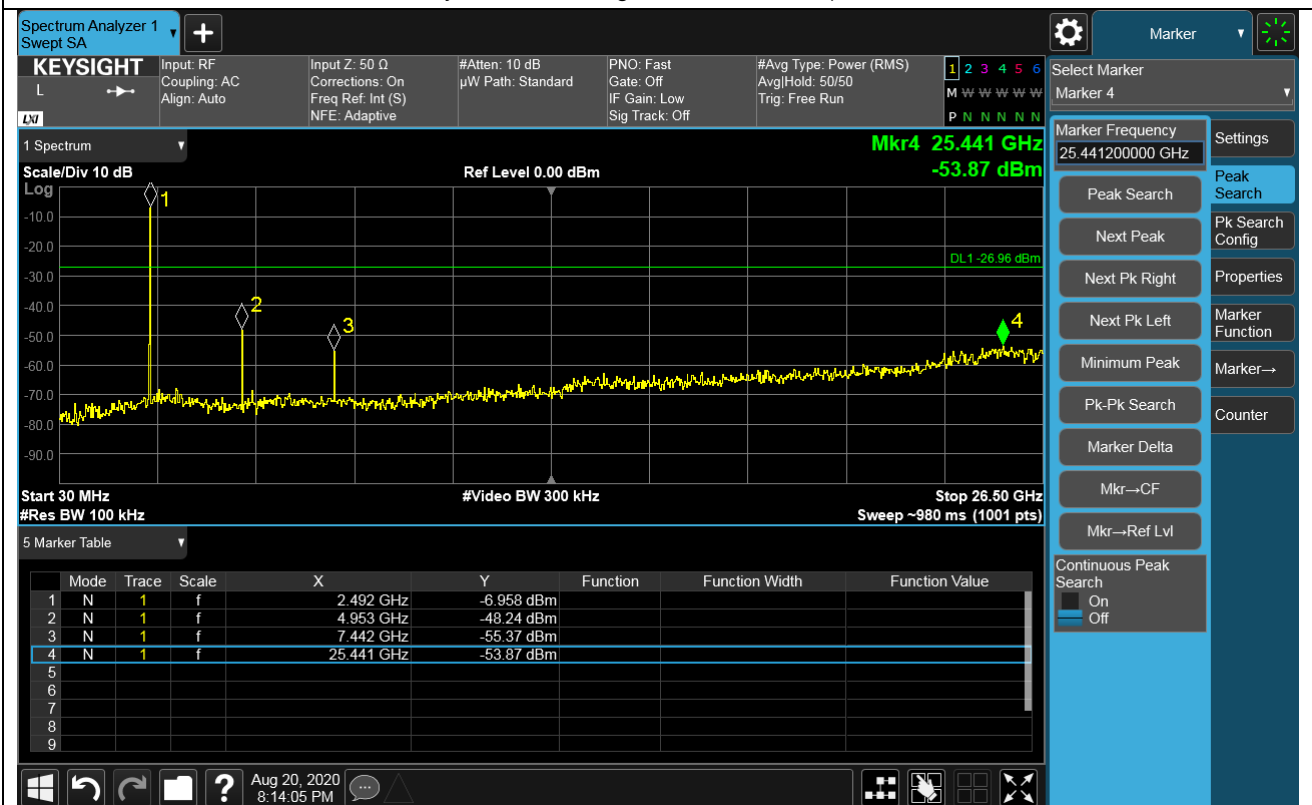 Spectrum Analyzer 1
Swept SA
+
Marker
KEYSIGHT
L
LXI
Input: RF
Coupling: AC
Align: Auto
Input Z: 50 Ω
Corrections: On
Freq Ref: Int (S)
NFE: Adaptive
#Atten: 10 dB
µW Path: Standard
PNO: Fast
Gate: Off
IF Gain: Low
Sig Track: Off
#Avg Type: Power (RMS)
Avg|Hold: 50/50
Trig: Free Run
1 2 3 4 5 6
M W W W W W
P N N N N N
Select Marker
Marker 4
1 Spectrum
Mkr4 25.441 GHz
-53.87 dBm
Scale/Div 10 dB
Ref Level 0.00 dBm
Log
-10.0
-20.0
-30.0
-40.0
-50.0
-60.0
-70.0
-80.0
-90.0
1
2
3
4
DL1 -26.96 dBm
Start 30 MHz
#Video BW 300 kHz
Stop 26.50 GHz
#Res BW 100 kHz
Sweep ~980 ms (1001 pts)
5 Marker Table
Mode Trace Scale X Y Function Function Width Function Value
1 N 1 f 2.492 GHz -6.958 dBm
2 N 1 f 4.953 GHz -48.24 dBm
3 N 1 f 7.442 GHz -55.37 dBm
4 N 1 f 25.441 GHz -53.87 dBm
5
6
7
8
9
Marker Frequency
25.441200000 GHz
Peak Search
Next Peak
Next Pk Right
Next Pk Left
Minimum Peak
Pk-Pk Search
Marker Delta
Mkr→CF
Mkr→Ref Lvl
Continuous Peak
Search
On
Off
Settings
Peak
Search
Pk Search
Config
Properties
Marker
Function
Marker→
Counter
?
Aug 20, 2020
8:14:05 PM